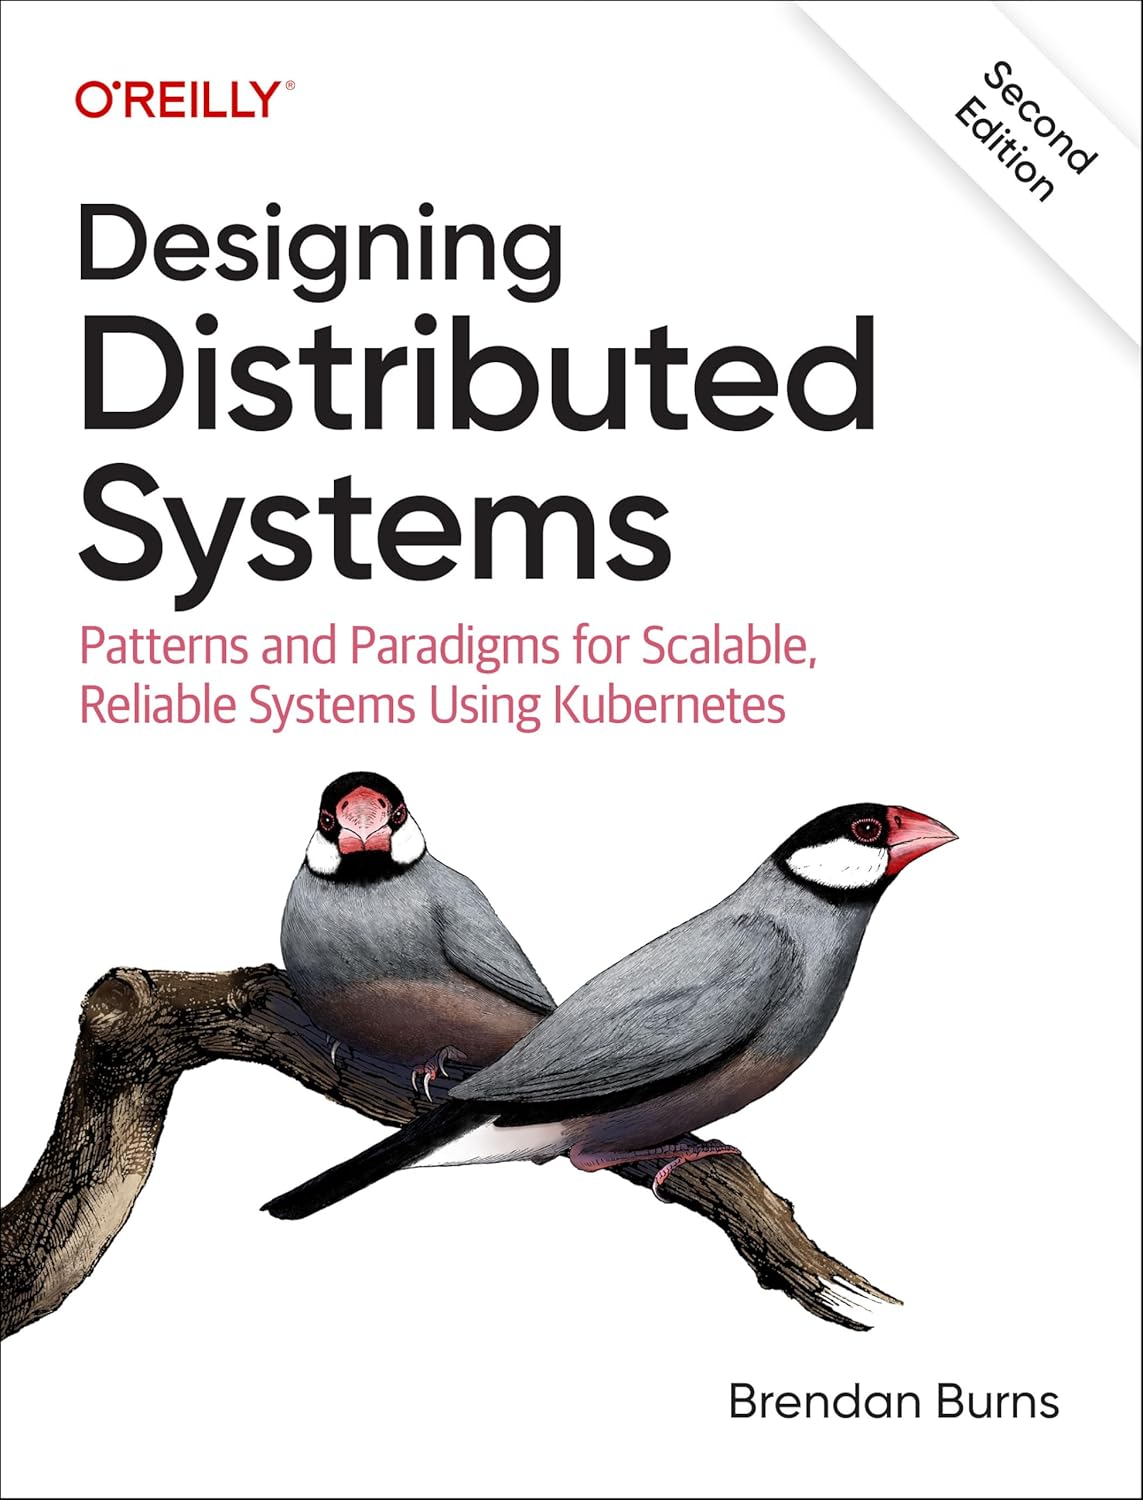 O'REILLY®
Second
Edition
Designing
Distributed
Systems
Patterns and Paradigms for Scalable,
Reliable Systems Using Kubernetes
Brendan Burns